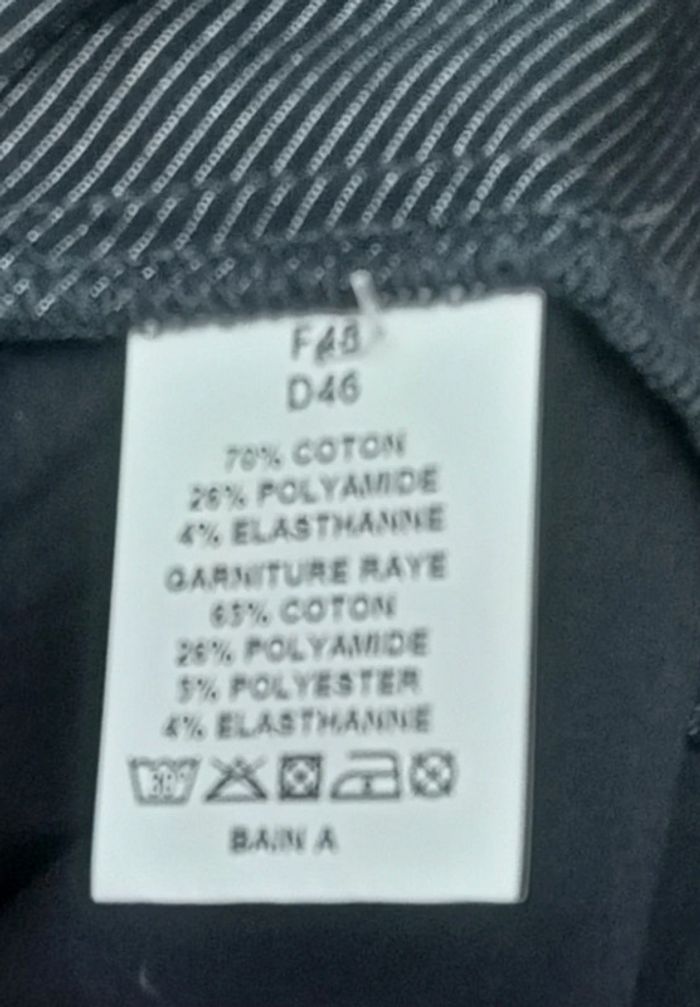 F48
D46
70% COTON
26% POLYAMIDE
4% ELASTHANNE
GARNITURE RAYE
65% COTON
26% POLYAMIDE
5% POLYESTER
4% ELASTHANNE
30°
BAIN A